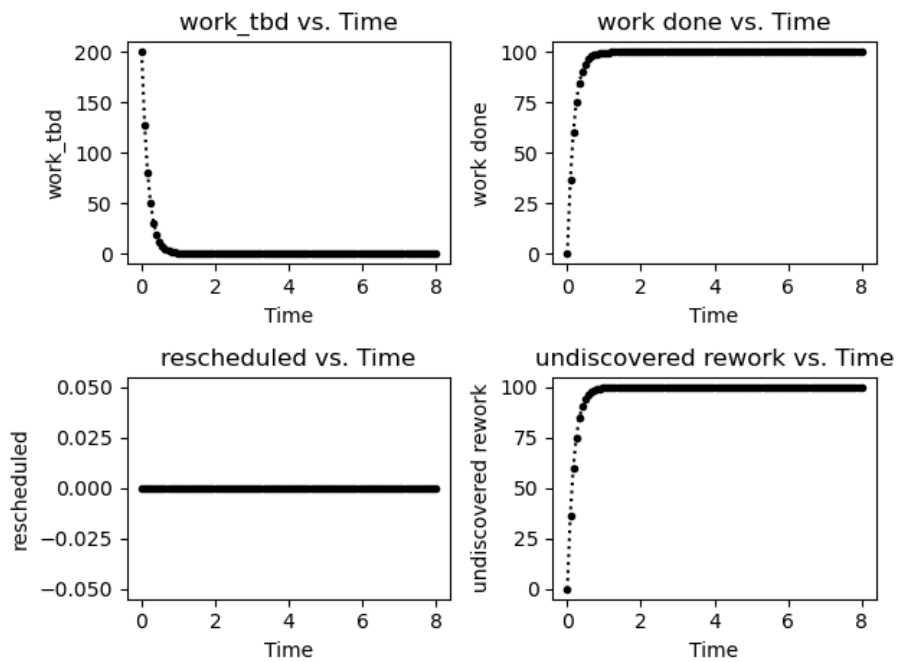 work_tbd vs. Time
200
150
100
50
0
work_tbd
0 2 4 6 8
Time
work done vs. Time
100
75
50
25
0
work done
0 2 4 6 8
Time
rescheduled vs. Time
0.050
0.025
0.000
−0.025
−0.050
rescheduled
0 2 4 6 8
Time
undiscovered rework vs. Time
100
75
50
25
0
undiscovered rework
0 2 4 6 8
Time